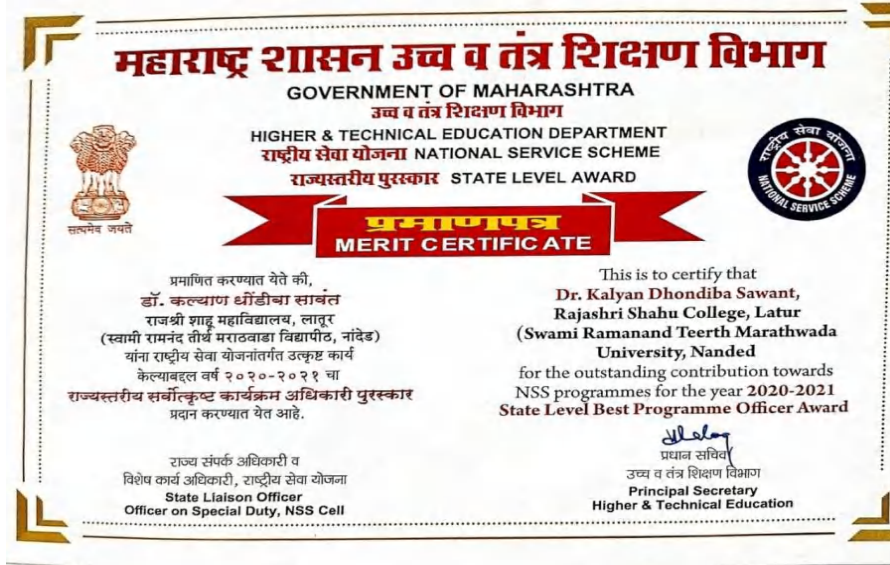 महाराष्ट्र शासन उच्च व तंत्र शिक्षण विभाग
GOVERNMENT OF MAHARASHTRA
उच्च व तंत्र शिक्षण विभाग
HIGHER & TECHNICAL EDUCATION DEPARTMENT
राष्ट्रीय सेवा योजना NATIONAL SERVICE SCHEME
राज्यस्तरीय पुरस्कार STATE LEVEL AWARD
सत्यमेव जयते
राष्ट्रीय सेवा योजना
NATIONAL SERVICE SCHEME
प्रमाणपत्र
MERIT CERTIFICATE
प्रमाणित करण्यात येते की,
डॉ. कल्याण धोंडीबा सावंत
राजश्री शाहू महाविद्यालय, लातूर
(स्वामी रामनंद तीर्थ मराठवाडा विद्यापीठ, नांदेड)
यांना राष्ट्रीय सेवा योजनांतर्गत उत्कृष्ट कार्य
केल्याबद्दल वर्ष २०२०-२०२१ चा
राज्यस्तरीय सर्वोत्कृष्ट कार्यक्रम अधिकारी पुरस्कार
प्रदान करण्यात येत आहे.
This is to certify that
Dr. Kalyan Dhondiba Sawant,
Rajashri Shahu College, Latur
(Swami Ramanand Teerth Marathwada
University, Nanded
for the outstanding contribution towards
NSS programmes for the year 2020-2021
State Level Best Programme Officer Award
राज्य संपर्क अधिकारी व
विशेष कार्य अधिकारी, राष्ट्रीय सेवा योजना
State Liaison Officer
Officer on Special Duty, NSS Cell
प्रधान सचिव
उच्च व तंत्र शिक्षण विभाग
Principal Secretary
Higher & Technical Education